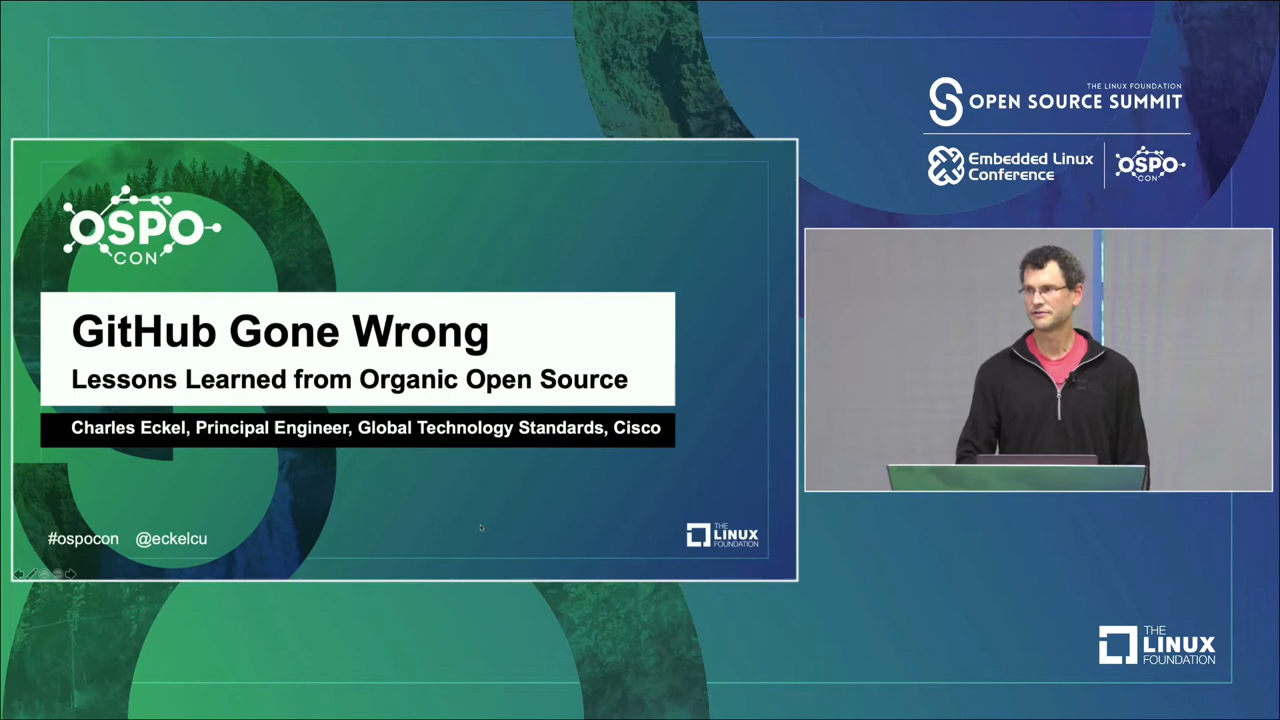 THE LINUX FOUNDATION
OPEN SOURCE SUMMIT
Embedded Linux
Conference
OSPO
CON
OSPO
CON
GitHub Gone Wrong
Lessons Learned from Organic Open Source
Charles Eckel, Principal Engineer, Global Technology Standards, Cisco
#ospocon @eckelcu
THE
LINUX
FOUNDATION
THE
LINUX
FOUNDATION